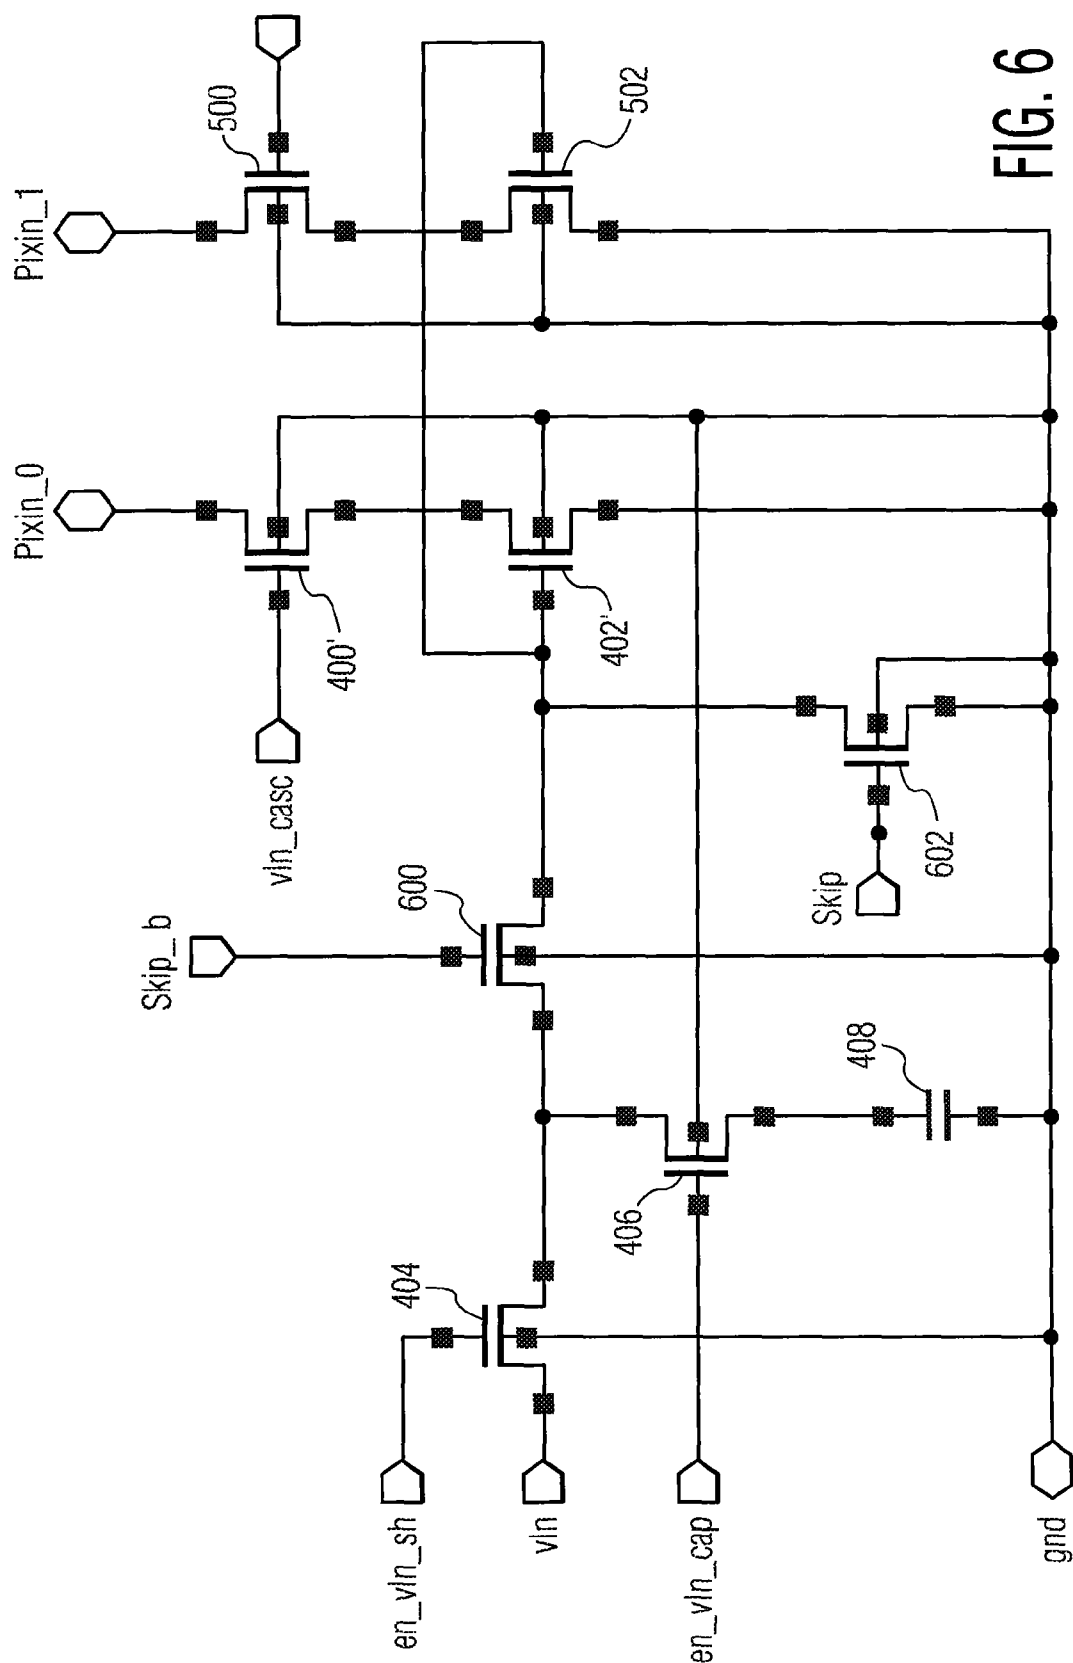 Pixin_1
500
502
FIG. 6
Pixin_0
400'
402'
vln_casc
Skip_b
600
Skip
602
408
406
404
en_vln_sh
vln
en_vln_cap
gnd